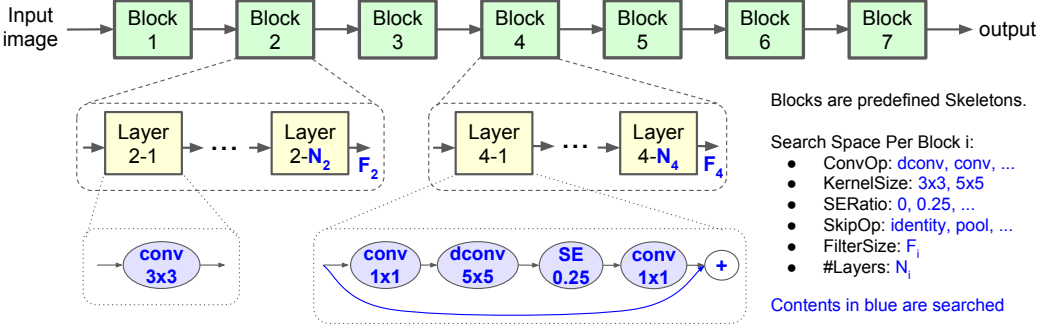 Input
image
Block
1
Block
2
Block
3
Block
4
Block
5
Block
6
Block
7
output
Layer
2-1
...
Layer
2-N₂
F₂
Layer
4-1
...
Layer
4-N₄
F₄
conv
3x3
conv
1x1
dconv
5x5
SE
0.25
conv
1x1
+
Blocks are predefined Skeletons.
Search Space Per Block i:
● ConvOp: dconv, conv, ...
● KernelSize: 3x3, 5x5
● SERatio: 0, 0.25, ...
● SkipOp: identity, pool, ...
● FilterSize: Fᵢ
● #Layers: Nᵢ
Contents in blue are searched